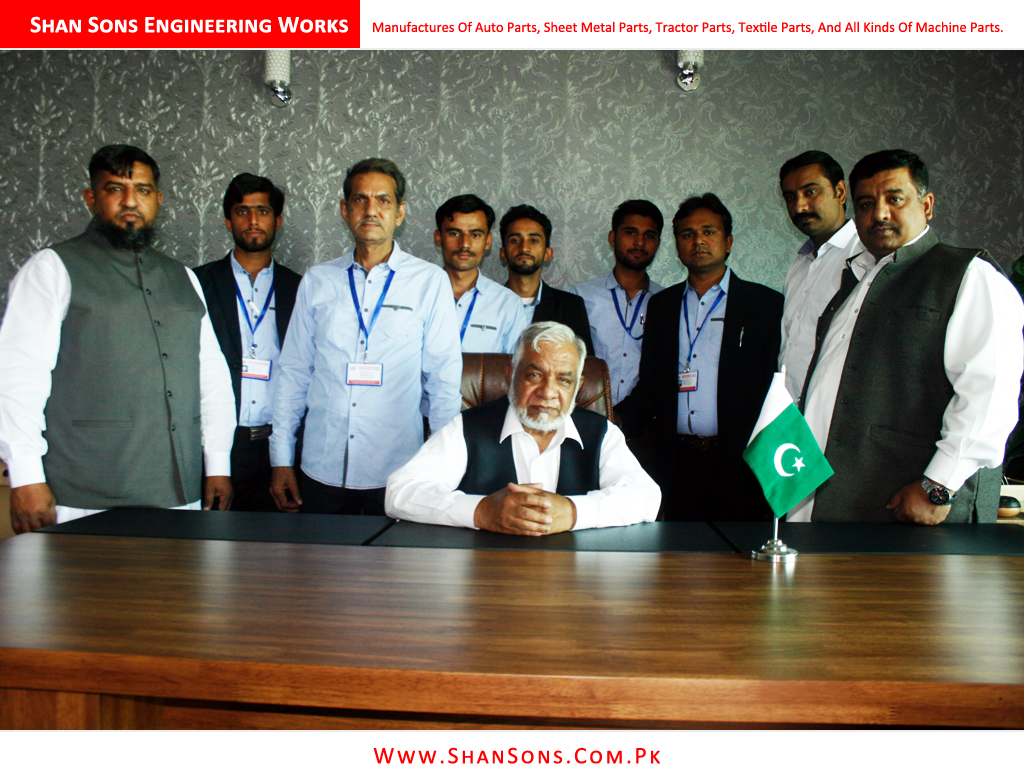 SHAN SONS ENGINEERING WORKS
Manufactures Of Auto Parts, Sheet Metal Parts, Tractor Parts, Textile Parts, And All Kinds Of Machine Parts.
WWW.SHANSONS.COM.PK